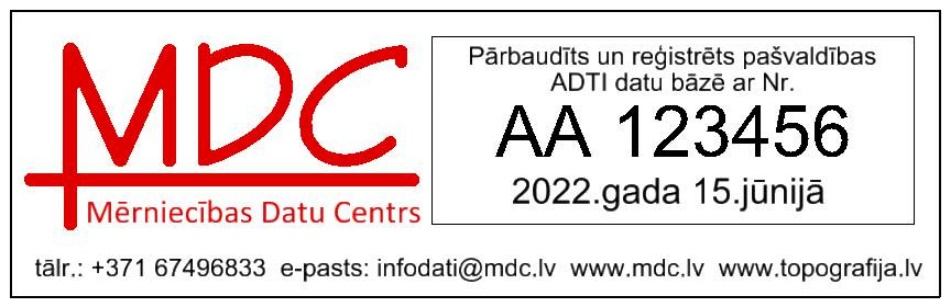 MDC
Mērniecības Datu Centrs
Pārbaudīts un reģistrēts pašvaldības
ADTI datu bāzē ar Nr.
AA 123456
2022.gada 15.jūnijā
tālr.: +371 67496833 e-pasts: infodati@mdc.lv www.mdc.lv www.topografija.lv